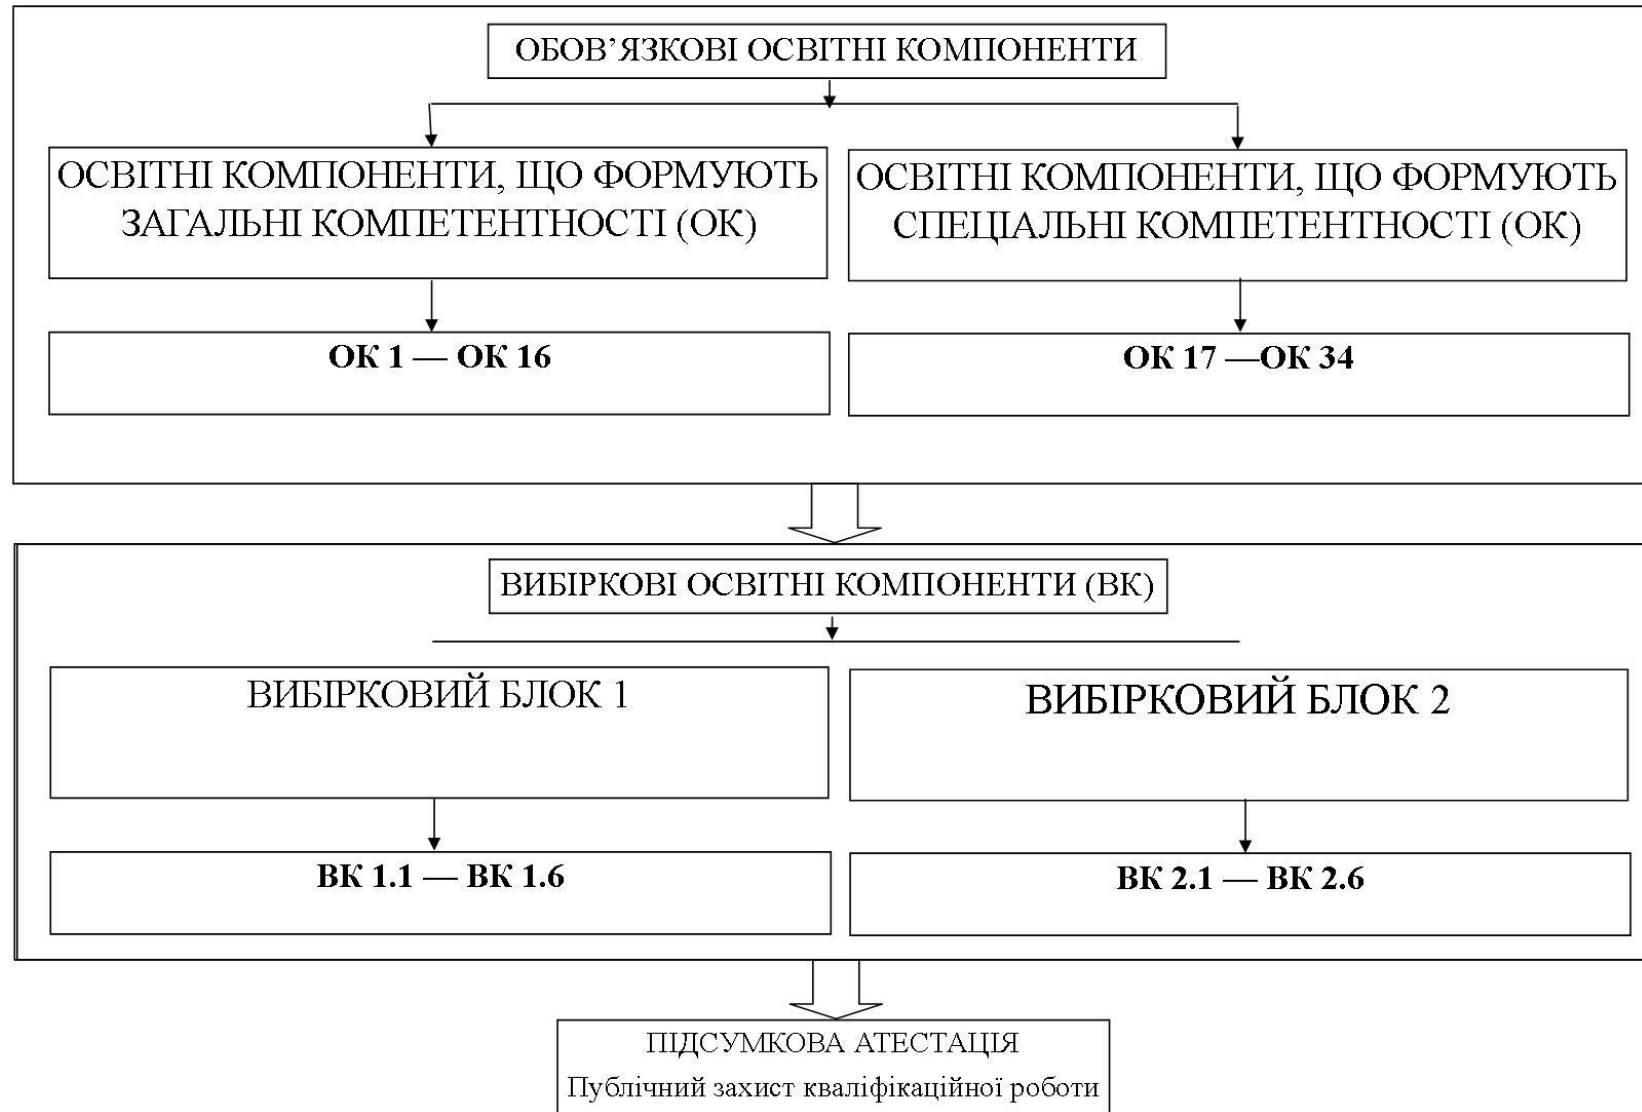 ОБОВ’ЯЗКОВІ ОСВІТНІ КОМПОНЕНТИ
ОСВІТНІ КОМПОНЕНТИ, ЩО ФОРМУЮТЬ
ЗАГАЛЬНІ КОМПЕТЕНТНОСТІ (ОК)
ОСВІТНІ КОМПОНЕНТИ, ЩО ФОРМУЮТЬ
СПЕЦІАЛЬНІ КОМПЕТЕНТНОСТІ (ОК)
ОК 1 — ОК 16
ОК 17 —ОК 34
ВИБІРКОВІ ОСВІТНІ КОМПОНЕНТИ (ВК)
ВИБІРКОВИЙ БЛОК 1
ВИБІРКОВИЙ БЛОК 2
ВК 1.1 — ВК 1.6
ВК 2.1 — ВК 2.6
ПІДСУМКОВА АТЕСТАЦІЯ
Публічний захист кваліфікаційної роботи